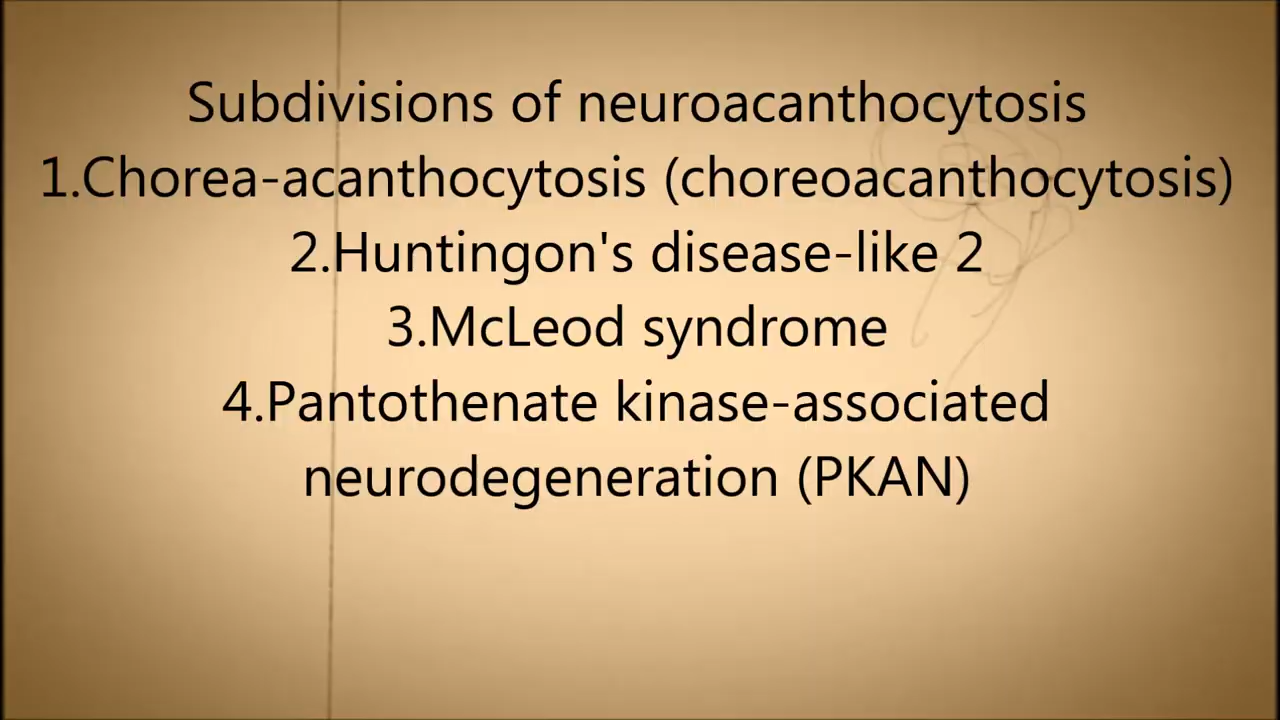 Subdivisions of neuroacanthocytosis
1.Chorea-acanthocytosis (choreoacanthocytosis)
2.Huntingon's disease-like 2
3.McLeod syndrome
4.Pantothenate kinase-associated
neurodegeneration (PKAN)